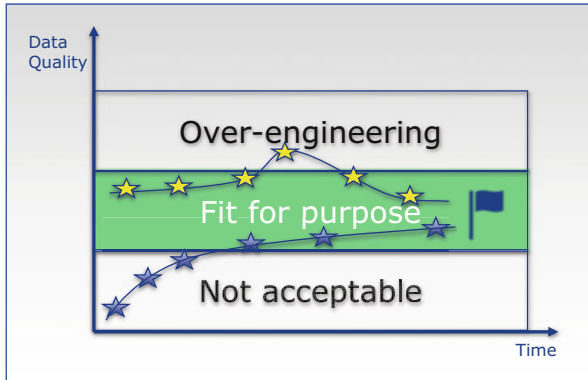 Data
Quality
Over-engineering
Fit for purpose
Not acceptable
Time